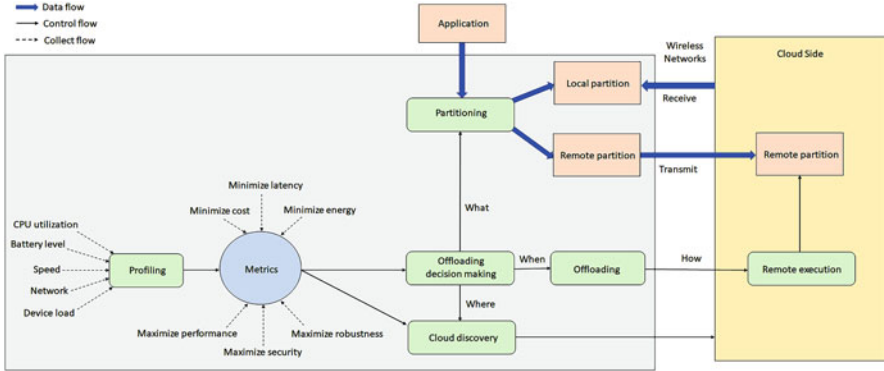 Data flow
Control flow
Collect flow
Application
Wireless
Networks
Cloud Side
Local partition
Receive
Partitioning
Remote partition
Transmit
Remote partition
What
Minimize latency
Minimize cost
Minimize energy
CPU utilization
Battery level
Speed
Network
Device load
Profiling
Metrics
Offloading
decision making
When
Offloading
How
Remote execution
Where
Maximize performance
Maximize robustness
Maximize security
Cloud discovery